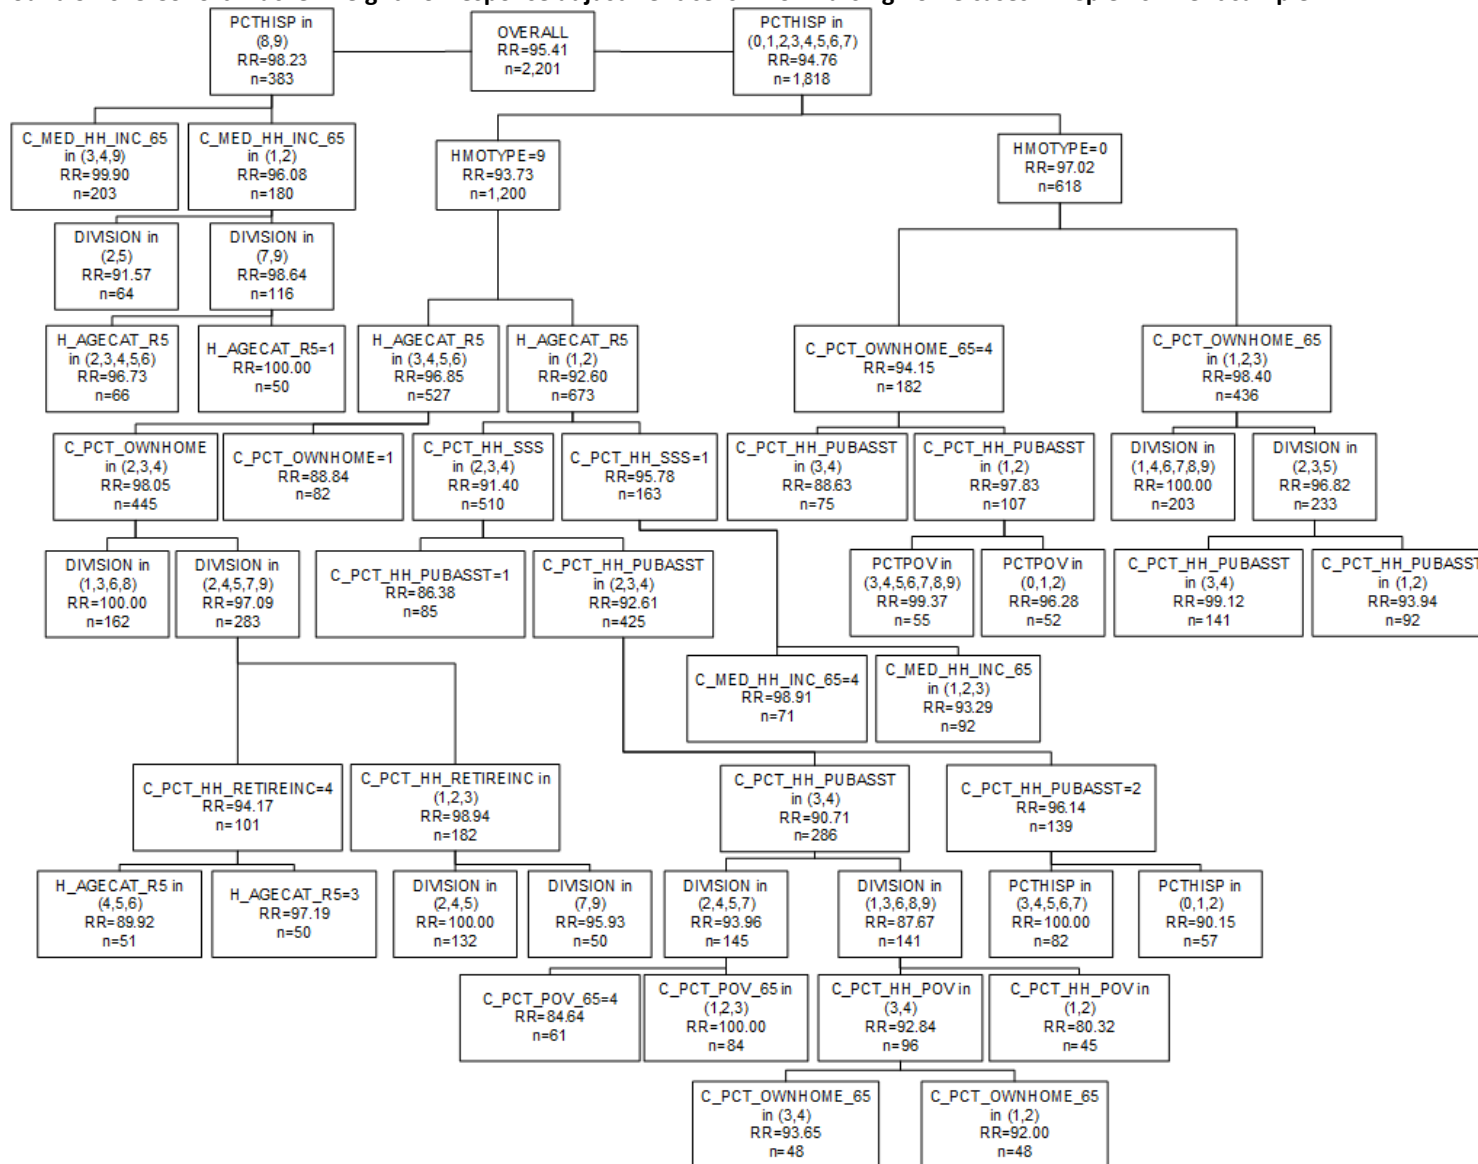 PCTHISP in
(8,9)
RR=98.23
n=383
OVERALL
RR=95.41
n=2,201
PCTHISP in
(0,1,2,3,4,5,6,7)
RR=94.76
n=1,818
C_MED_HH_INC_65
in (3,4,9)
RR=99.90
n=203
C_MED_HH_INC_65
in (1,2)
RR=96.08
n=180
HMOTYPE=9
RR=93.73
n=1,200
HMOTYPE=0
RR=97.02
n=618
DIVISION in
(2,5)
RR=91.57
n=64
DIVISION in
(7,9)
RR=98.64
n=116
H_AGECAT_R5
in (2,3,4,5,6)
RR=96.73
n=66
H_AGECAT_R5=1
RR=100.00
n=50
H_AGECAT_R5
in (3,4,5,6)
RR=96.85
n=527
H_AGECAT_R5
in (1,2)
RR=92.60
n=673
C_PCT_OWNHOME_65=4
RR=94.15
n=182
C_PCT_OWNHOME_65
in (1,2,3)
RR=98.40
n=436
C_PCT_OWNHOME
in (2,3,4)
RR=98.05
n=445
C_PCT_OWNHOME=1
RR=88.84
n=82
C_PCT_HH_SSS
in (2,3,4)
RR=91.40
n=510
C_PCT_HH_SSS=1
RR=95.78
n=163
C_PCT_HH_PUBASST
in (3,4)
RR=88.63
n=75
C_PCT_HH_PUBASST
in (1,2)
RR=97.83
n=107
DIVISION in
(1,4,6,7,8,9)
RR=100.00
n=203
DIVISION in
(2,3,5)
RR=96.82
n=233
DIVISION in
(1,3,6,8)
RR=100.00
n=162
DIVISION in
(2,4,5,7,9)
RR=97.09
n=283
C_PCT_HH_PUBASST=1
RR=86.38
n=85
C_PCT_HH_PUBASST
in (2,3,4)
RR=92.61
n=425
PCTPOV in
(3,4,5,6,7,8,9)
RR=99.37
n=55
PCTPOV in
(0,1,2)
RR=96.28
n=52
C_PCT_HH_PUBASST
in (3,4)
RR=99.12
n=141
C_PCT_HH_PUBASST
in (1,2)
RR=93.94
n=92
C_MED_HH_INC_65=4
RR=98.91
n=71
C_MED_HH_INC_65
in (1,2,3)
RR=93.29
n=92
C_PCT_HH_RETIREINC=4
RR=94.17
n=101
C_PCT_HH_RETIREINC in
(1,2,3)
RR=98.94
n=182
C_PCT_HH_PUBASST
in (3,4)
RR=90.71
n=286
C_PCT_HH_PUBASST=2
RR=96.14
n=139
H_AGECAT_R5 in
(4,5,6)
RR=89.92
n=51
H_AGECAT_R5=3
RR=97.19
n=50
DIVISION in
(2,4,5)
RR=100.00
n=132
DIVISION in
(7,9)
RR=95.93
n=50
DIVISION in
(2,4,5,7)
RR=93.96
n=145
DIVISION in
(1,3,6,8,9)
RR=87.67
n=141
PCTHISP in
(3,4,5,6,7)
RR=100.00
n=82
PCTHISP in
(0,1,2)
RR=90.15
n=57
C_PCT_POV_65=4
RR=84.64
n=61
C_PCT_POV_65 in
(1,2,3)
RR=100.00
n=84
C_PCT_HH_POV in
(3,4)
RR=92.84
n=96
C_PCT_HH_POV in
(1,2)
RR=80.32
n=45
C_PCT_OWNHOME_65
in (3,4)
RR=93.65
n=48
C_PCT_OWNHOME_65
in (1,2)
RR=92.00
n=48